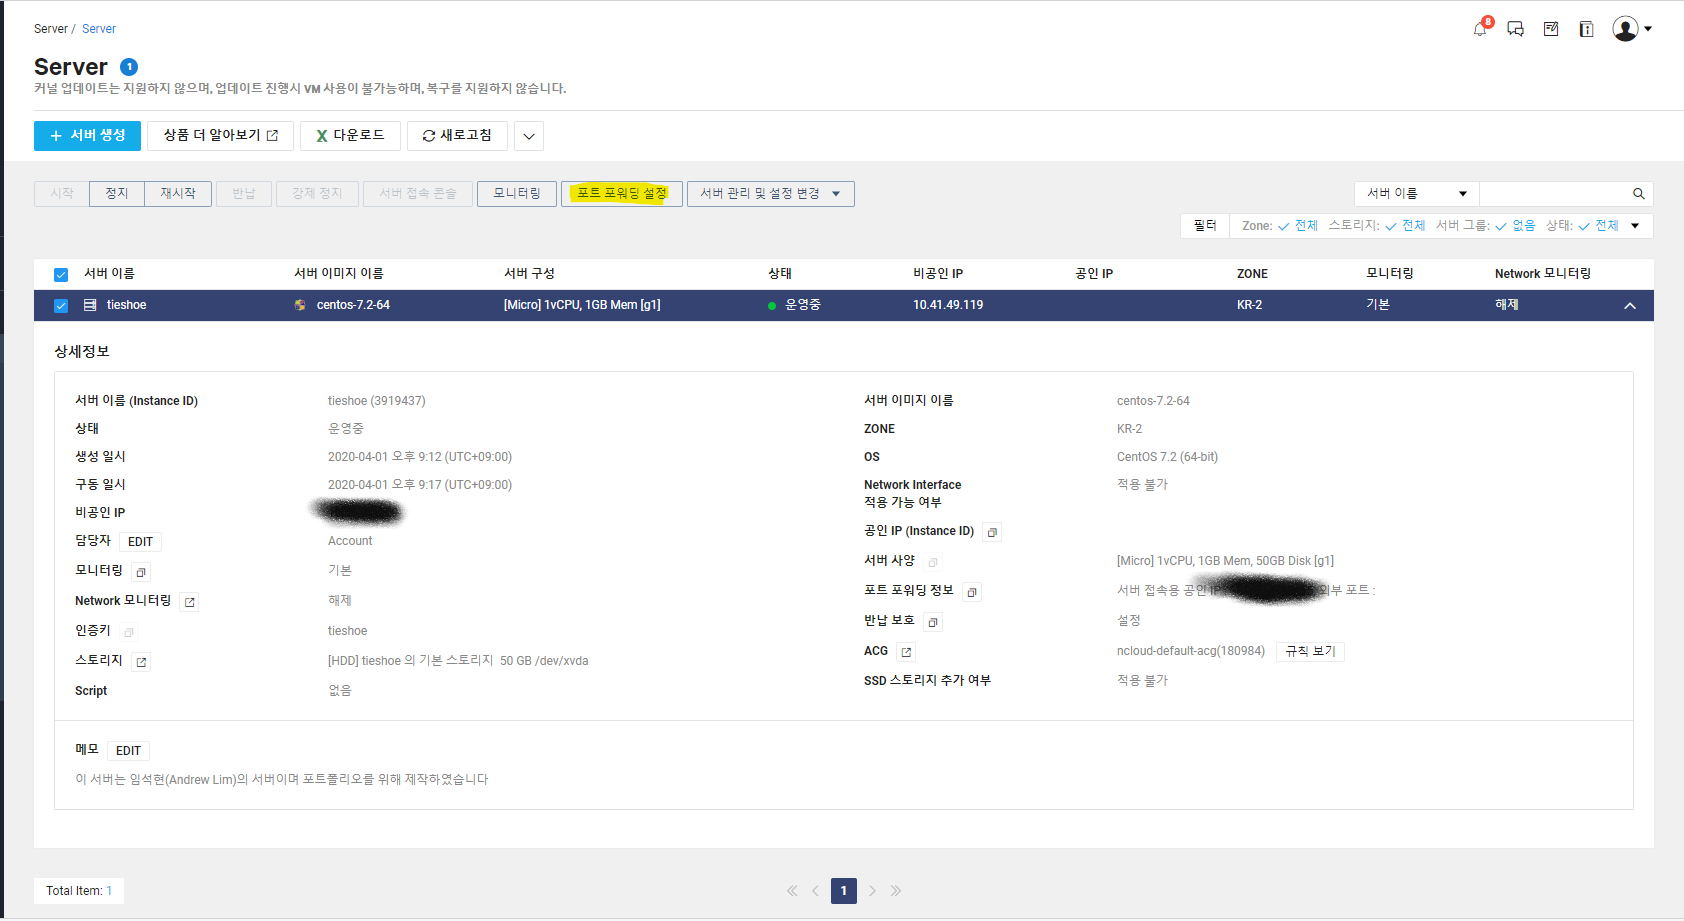 Server / Server
8
Server 1
커널 업데이트는 지원하지 않으며, 업데이트 진행시 VM 사용이 불가능하며, 복구를 지원하지 않습니다.
+ 서버 생성 상품 더 알아보기 다운로드 새로고침
시작 정지 재시작 반납 강제 정지 서버 접속 콘솔 모니터링 포트 포워딩 설정 서버 관리 및 설정 변경 서버 이름
필터 Zone: 전체 스토리지: 전체 서버 그룹: 없음 상태: 전체
서버 이름 서버 이미지 이름 서버 구성 상태 비공인 IP 공인 IP ZONE 모니터링 Network 모니터링
tieshoe centos-7.2-64 [Micro] 1vCPU, 1GB Mem [g1] 운영중 10.41.49.119 KR-2 기본 해제
상세정보
서버 이름 (Instance ID) tieshoe (3919437) 서버 이미지 이름 centos-7.2-64
상태 운영중 ZONE KR-2
생성 일시 2020-04-01 오후 9:12 (UTC+09:00) OS CentOS 7.2 (64-bit)
구동 일시 2020-04-01 오후 9:17 (UTC+09:00) Network Interface 적용 불가
적용 가능 여부
비공인 IP
공인 IP (Instance ID)
담당자 EDIT Account
서버 사양 [Micro] 1vCPU, 1GB Mem, 50GB Disk [g1]
모니터링 기본
포트 포워딩 정보 서버 접속용 공인 외부 포트 :
Network 모니터링 해제
반납 보호 설정
인증키 tieshoe
ACG ncloud-default-acg(180984) 규칙 보기
스토리지 [HDD] tieshoe 의 기본 스토리지 50 GB /dev/xvda
SSD 스토리지 추가 여부 적용 불가
Script 없음
메모 EDIT
이 서버는 임석현(Andrew Lim)의 서버이며 포트폴리오를 위해 제작하였습니다
Total Item: 1
1